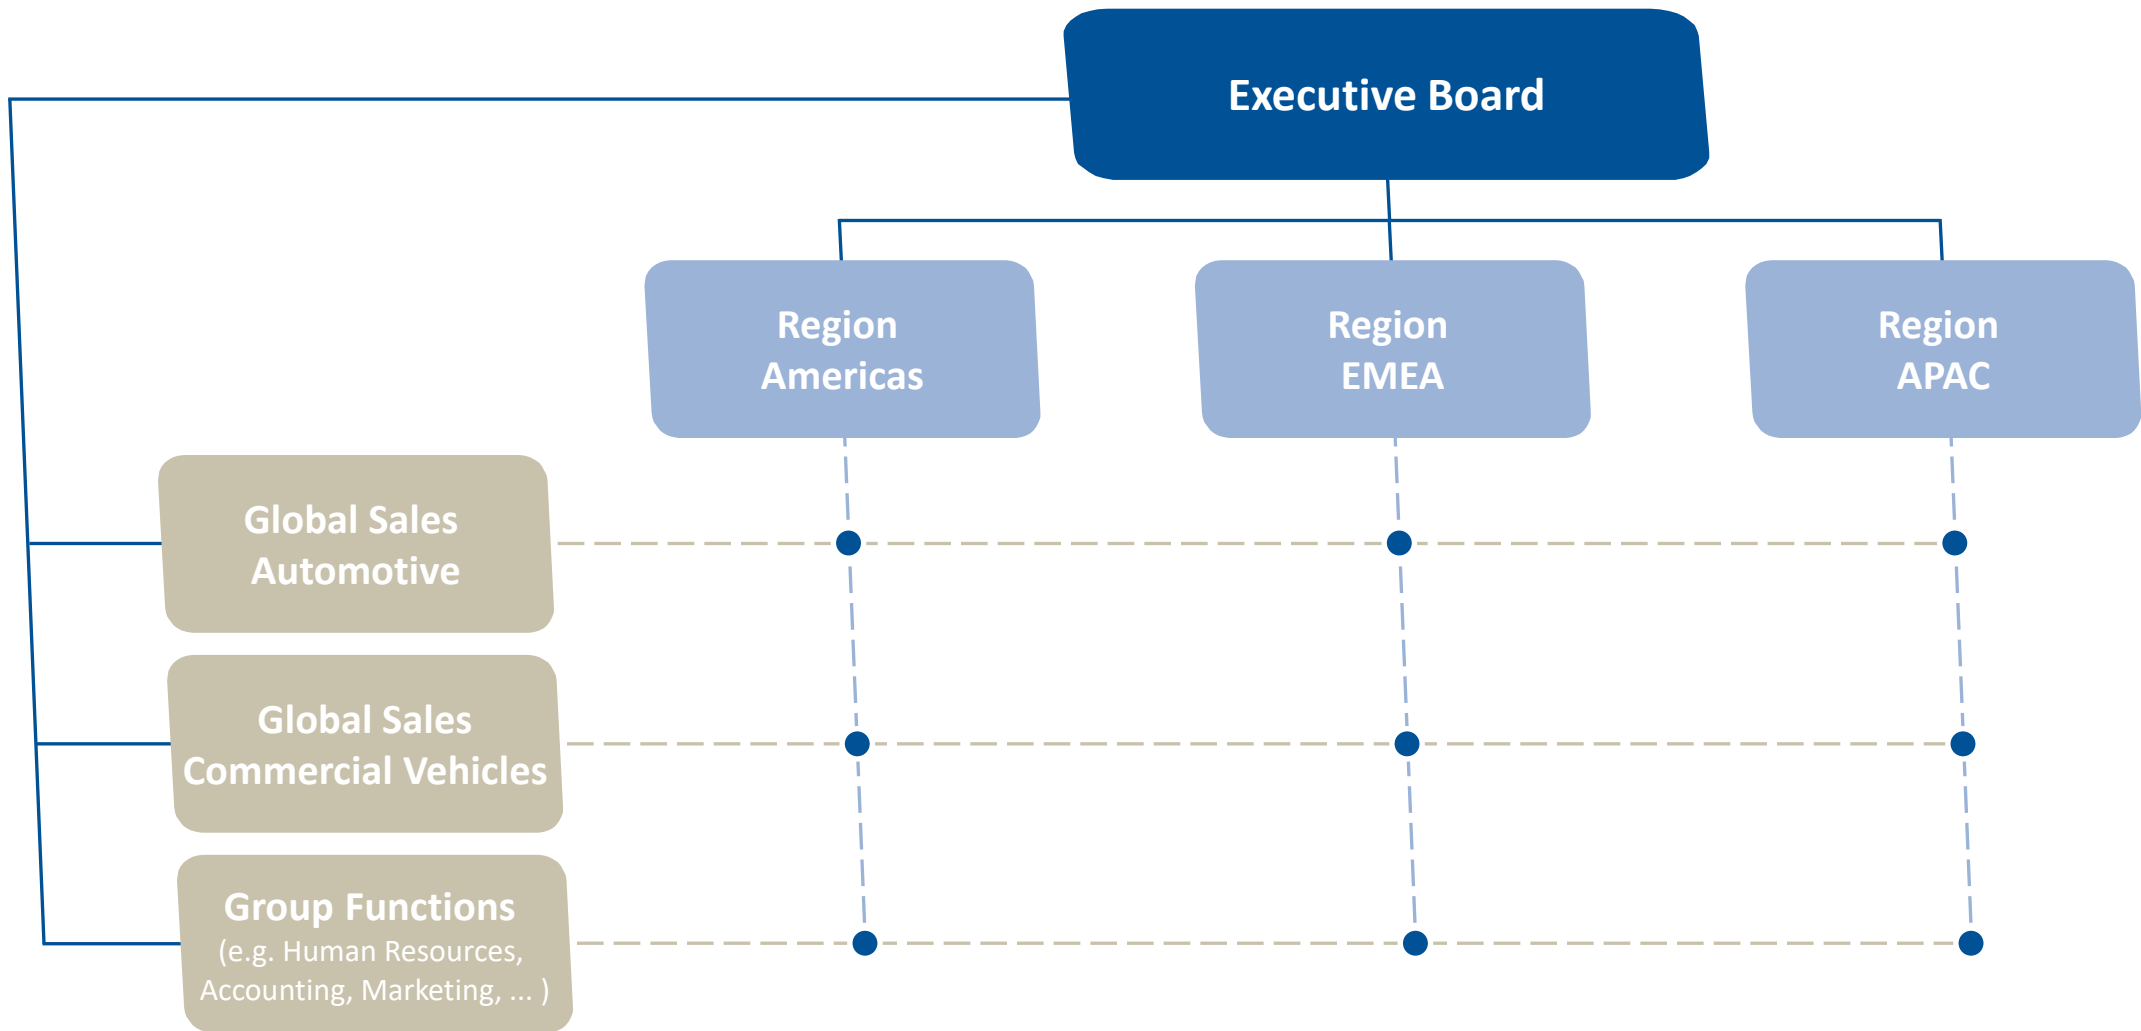 Executive Board
Region
Americas
Region
EMEA
Region
APAC
Global Sales
Automotive
Global Sales
Commercial Vehicles
Group Functions
(e.g. Human Resources,
Accounting, Marketing, ... )